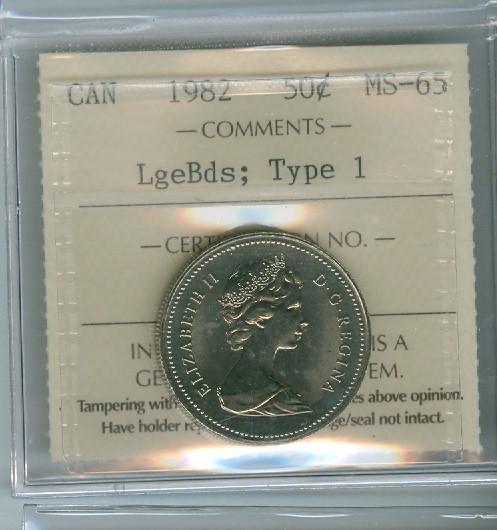 CAN 1982 50¢ MS-65
— COMMENTS —
LgeBds; Type 1
— CERT N NO. —
ELIZABETH II D·G·REGINA
IN IS A
GE EM.
Tampering with es above opinion.
Have holder re ge/seal not intact.